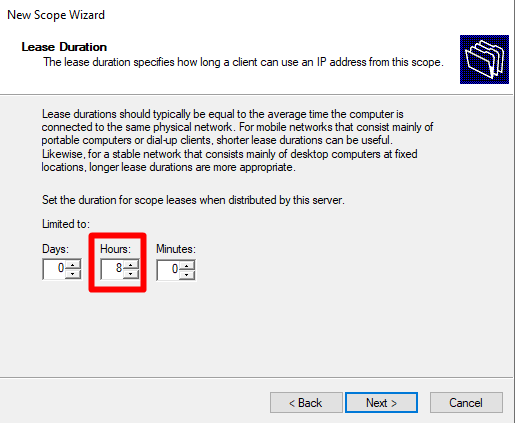 New Scope Wizard
Lease Duration
The lease duration specifies how long a client can use an IP address from this scope.
Lease durations should typically be equal to the average time the computer is
connected to the same physical network. For mobile networks that consist mainly of
portable computers or dial-up clients, shorter lease durations can be useful.
Likewise, for a stable network that consists mainly of desktop computers at fixed
locations, longer lease durations are more appropriate.
Set the duration for scope leases when distributed by this server.
Limited to:
Days: Hours: Minutes:
0 8 0
< Back Next > Cancel